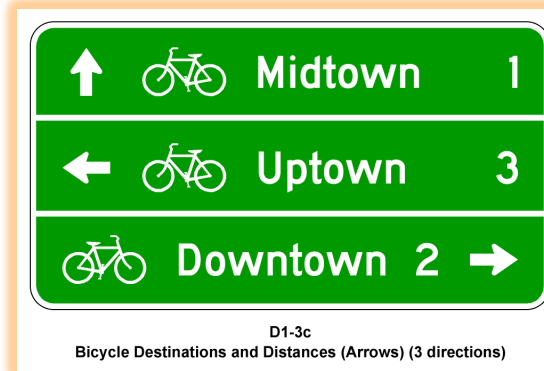 Midtown 1
Uptown 3
Downtown 2
D1-3c
Bicycle Destinations and Distances (Arrows) (3 directions)